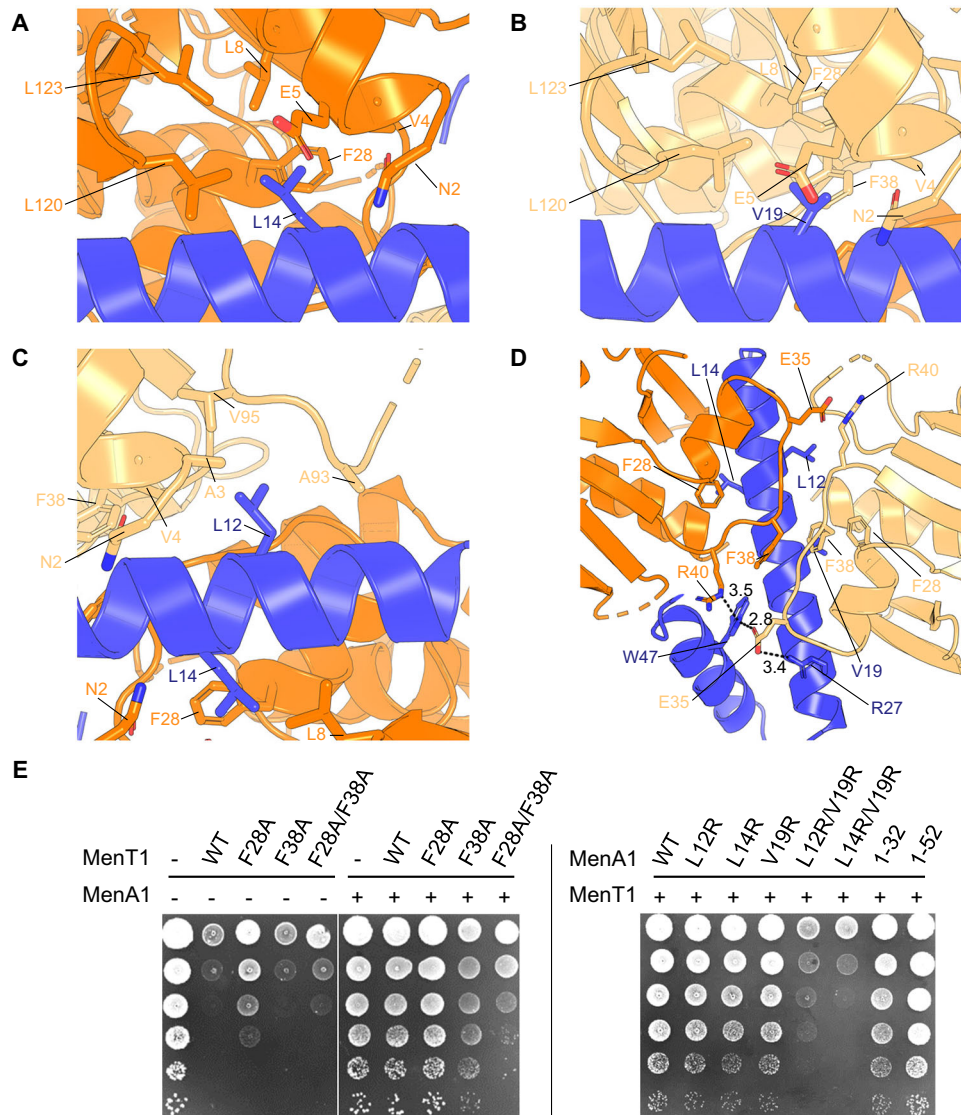 A
L8
L123
E5
V4
F28
N2
L120
L14
B
L123
L8
F28
F38
L120
E5
V4
V19
N2
C
V95
A3
A93
F38
V4
L12
N2
L14
N2
F28
L8
D
E35
L14
R40
F28
L12
F38
F38
F28
R40
3.5
2.8
W47
3.4
V19
E35
R27
E
MenT1 - WT F28A F38A F28A/F38A - WT F28A F38A F28A/F38A
MenA1 - - - - - + + + + +
MenA1 WT L12R L14R V19R L12R/V19R L14R/V19R 1-32 1-52
MenT1 + + + + + + + +